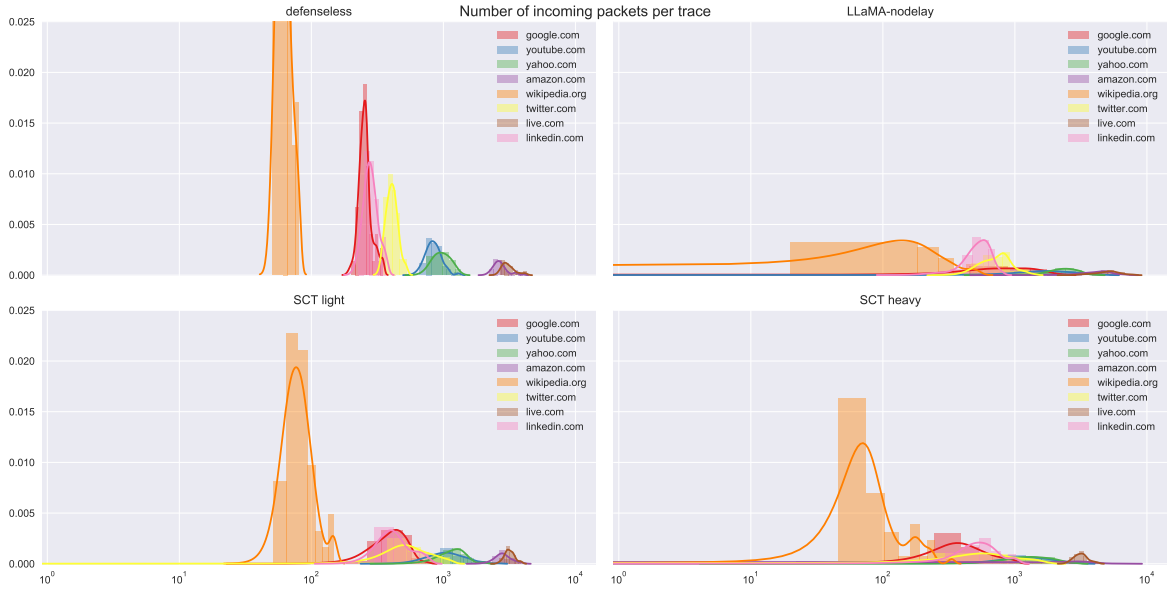 Number of incoming packets per trace
defenseless
0.025
0.020
0.015
0.010
0.005
0.000
google.com
youtube.com
yahoo.com
amazon.com
wikipedia.org
twitter.com
live.com
linkedin.com
LLaMA-nodelay
google.com
youtube.com
yahoo.com
amazon.com
wikipedia.org
twitter.com
live.com
linkedin.com
SCT light
0.025
0.020
0.015
0.010
0.005
0.000
google.com
youtube.com
yahoo.com
amazon.com
wikipedia.org
twitter.com
live.com
linkedin.com
10⁰ 10¹ 10² 10³ 10⁴
SCT heavy
google.com
youtube.com
yahoo.com
amazon.com
wikipedia.org
twitter.com
live.com
linkedin.com
10⁰ 10¹ 10² 10³ 10⁴